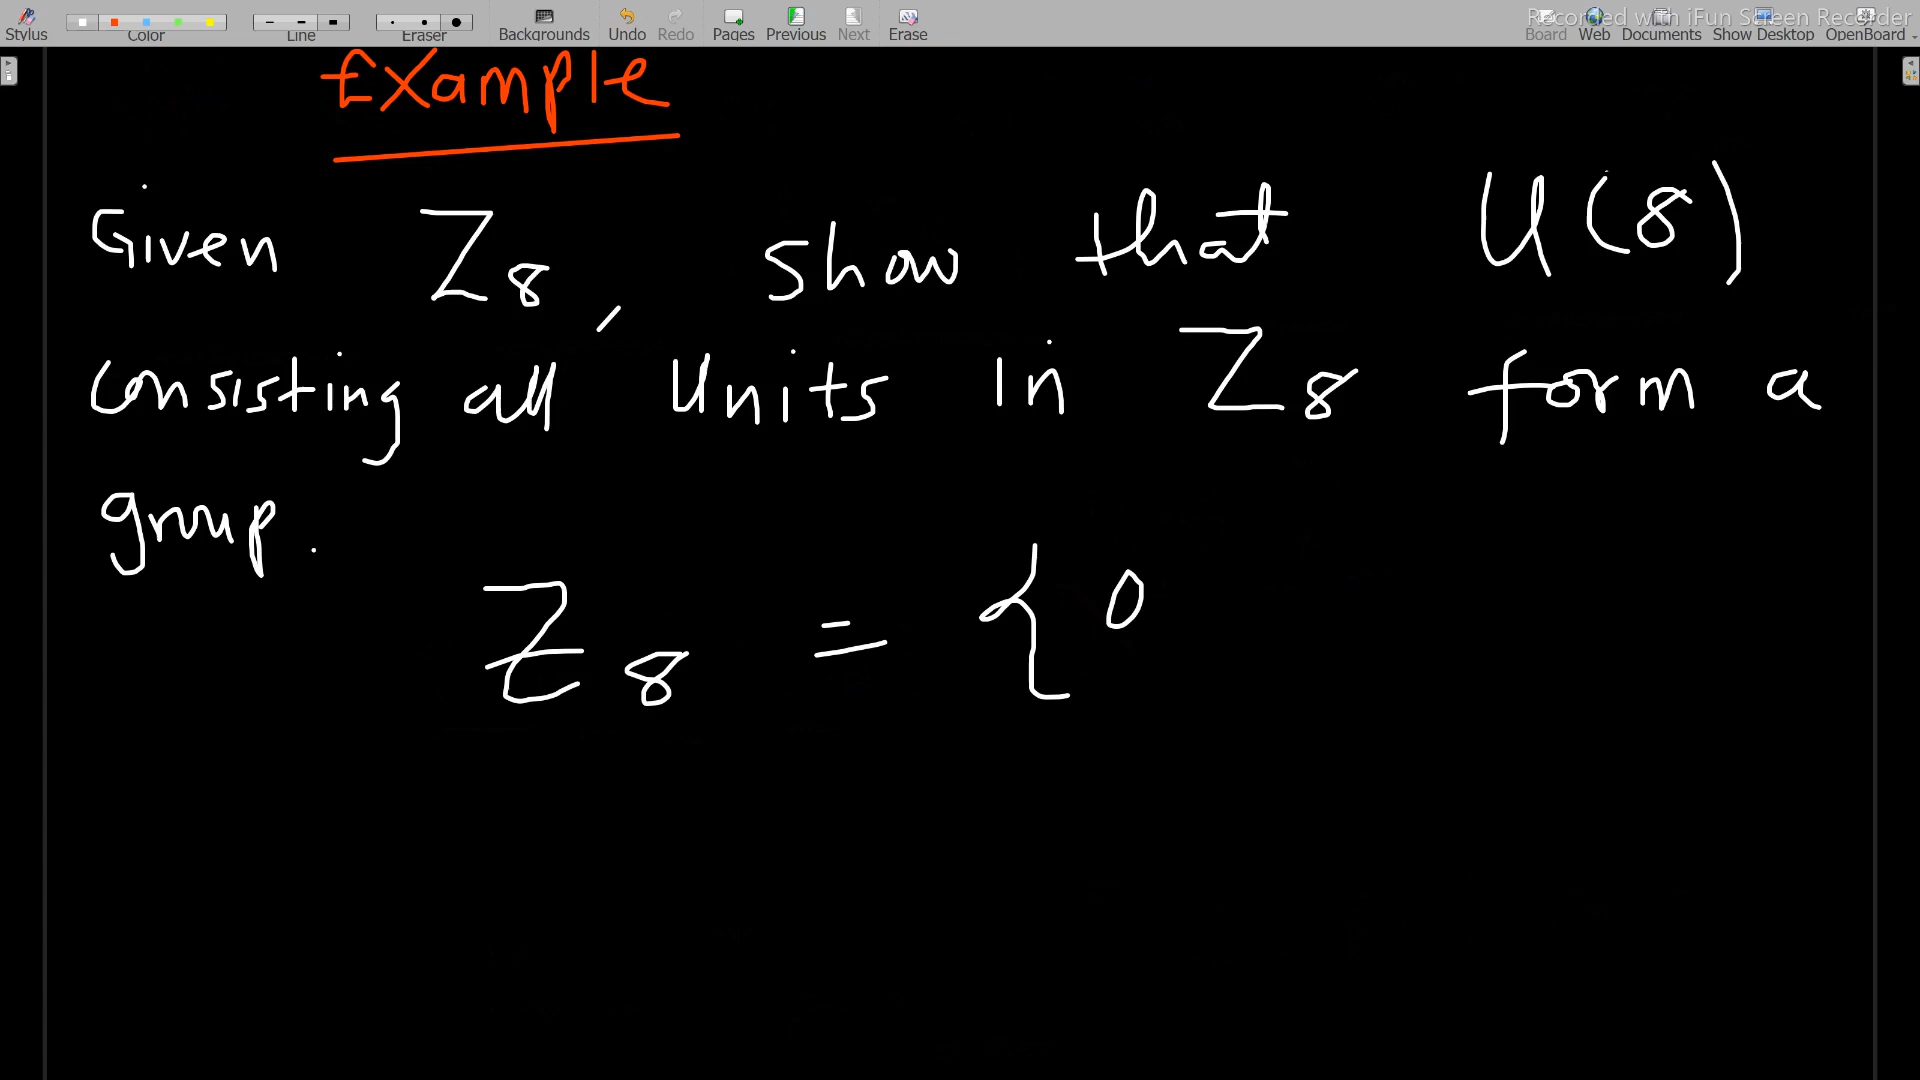 Recorded with iFun Screen Recorder
Stylus Color Line Eraser Backgrounds Undo Redo Pages Previous Next Erase Board Web Documents Show Desktop OpenBoard
Example
Given Z8, show that U(8)
consisting all units in Z8 form a
group.
Z8 = {0